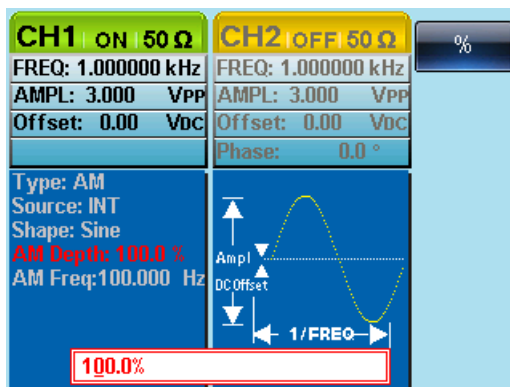 CH1 ON 50 Ω
FREQ: 1.000000 kHz
AMPL: 3.000 VPP
Offset: 0.00 VDC
CH2 OFF 50 Ω
FREQ: 1.000000 kHz
AMPL: 3.000 VPP
Offset: 0.00 VDC
Phase: 0.0 °
%
Type: AM
Source: INT
Shape: Sine
AM Depth: 100.0 %
AM Freq:100.000 Hz
Ampl
DC Offset
1/FREQ
100.0%